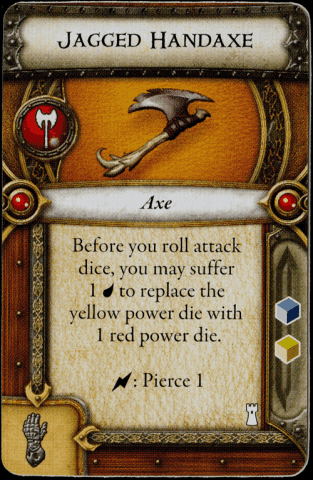 JAGGED HANDAXE
Axe
Before you roll attack
dice, you may suffer
1 to replace the
yellow power die with
1 red power die.
: Pierce 1